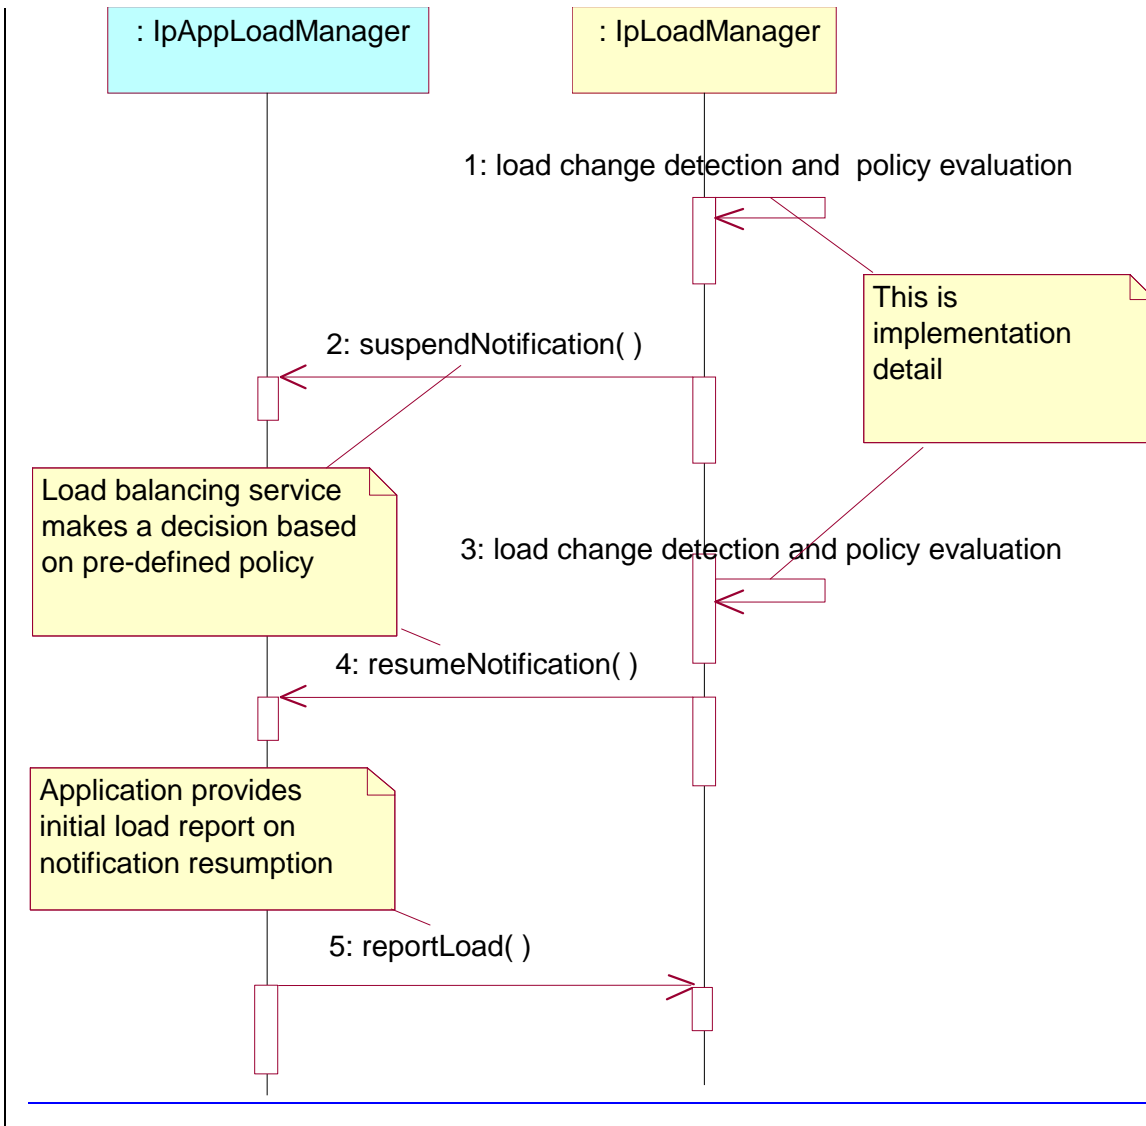 : IpAppLoadManager
: IpLoadManager
1: load change detection and  policy evaluation
This is
implementation
detail
2: suspendNotification( )
Load balancing service
makes a decision based
on pre-defined policy
3: load change detection and policy evaluation
4: resumeNotification( )
Application provides
initial load report on
notification resumption
5: reportLoad( )